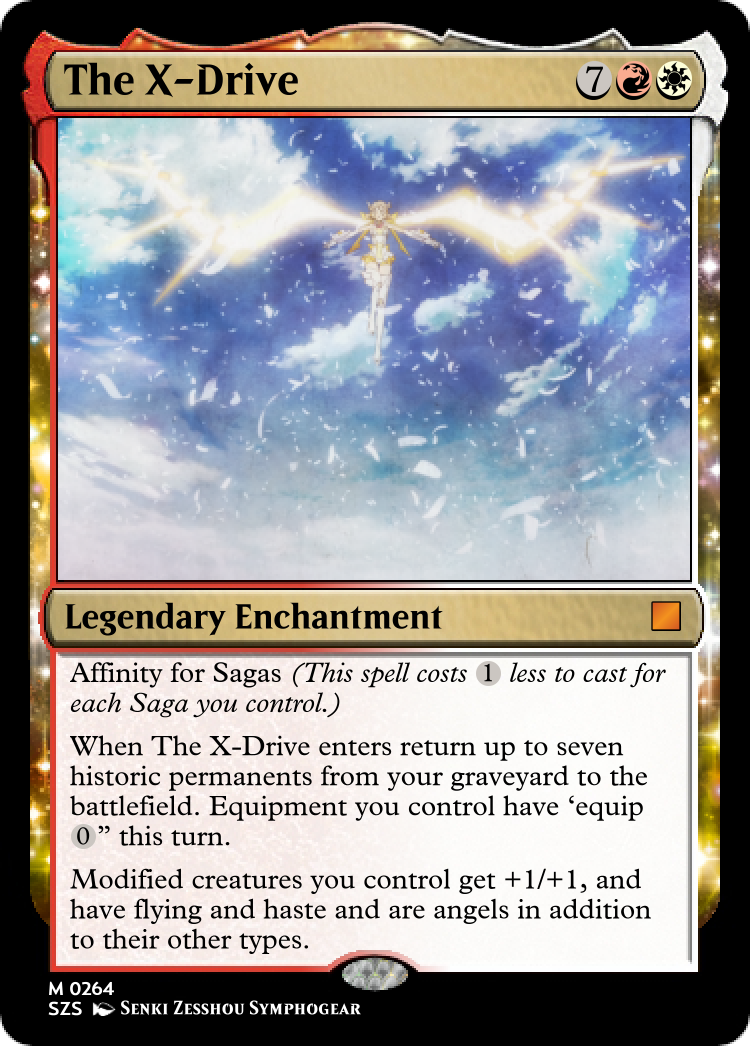 The X-Drive 7
Legendary Enchantment
Affinity for Sagas (This spell costs 1 less to cast for
each Saga you control.)
When The X-Drive enters return up to seven
historic permanents from your graveyard to the
battlefield. Equipment you control have ‘equip
0” this turn.
Modified creatures you control get +1/+1, and
have flying and haste and are angels in addition
to their other types.
M 0264
SZS Senki Zesshou Symphogear